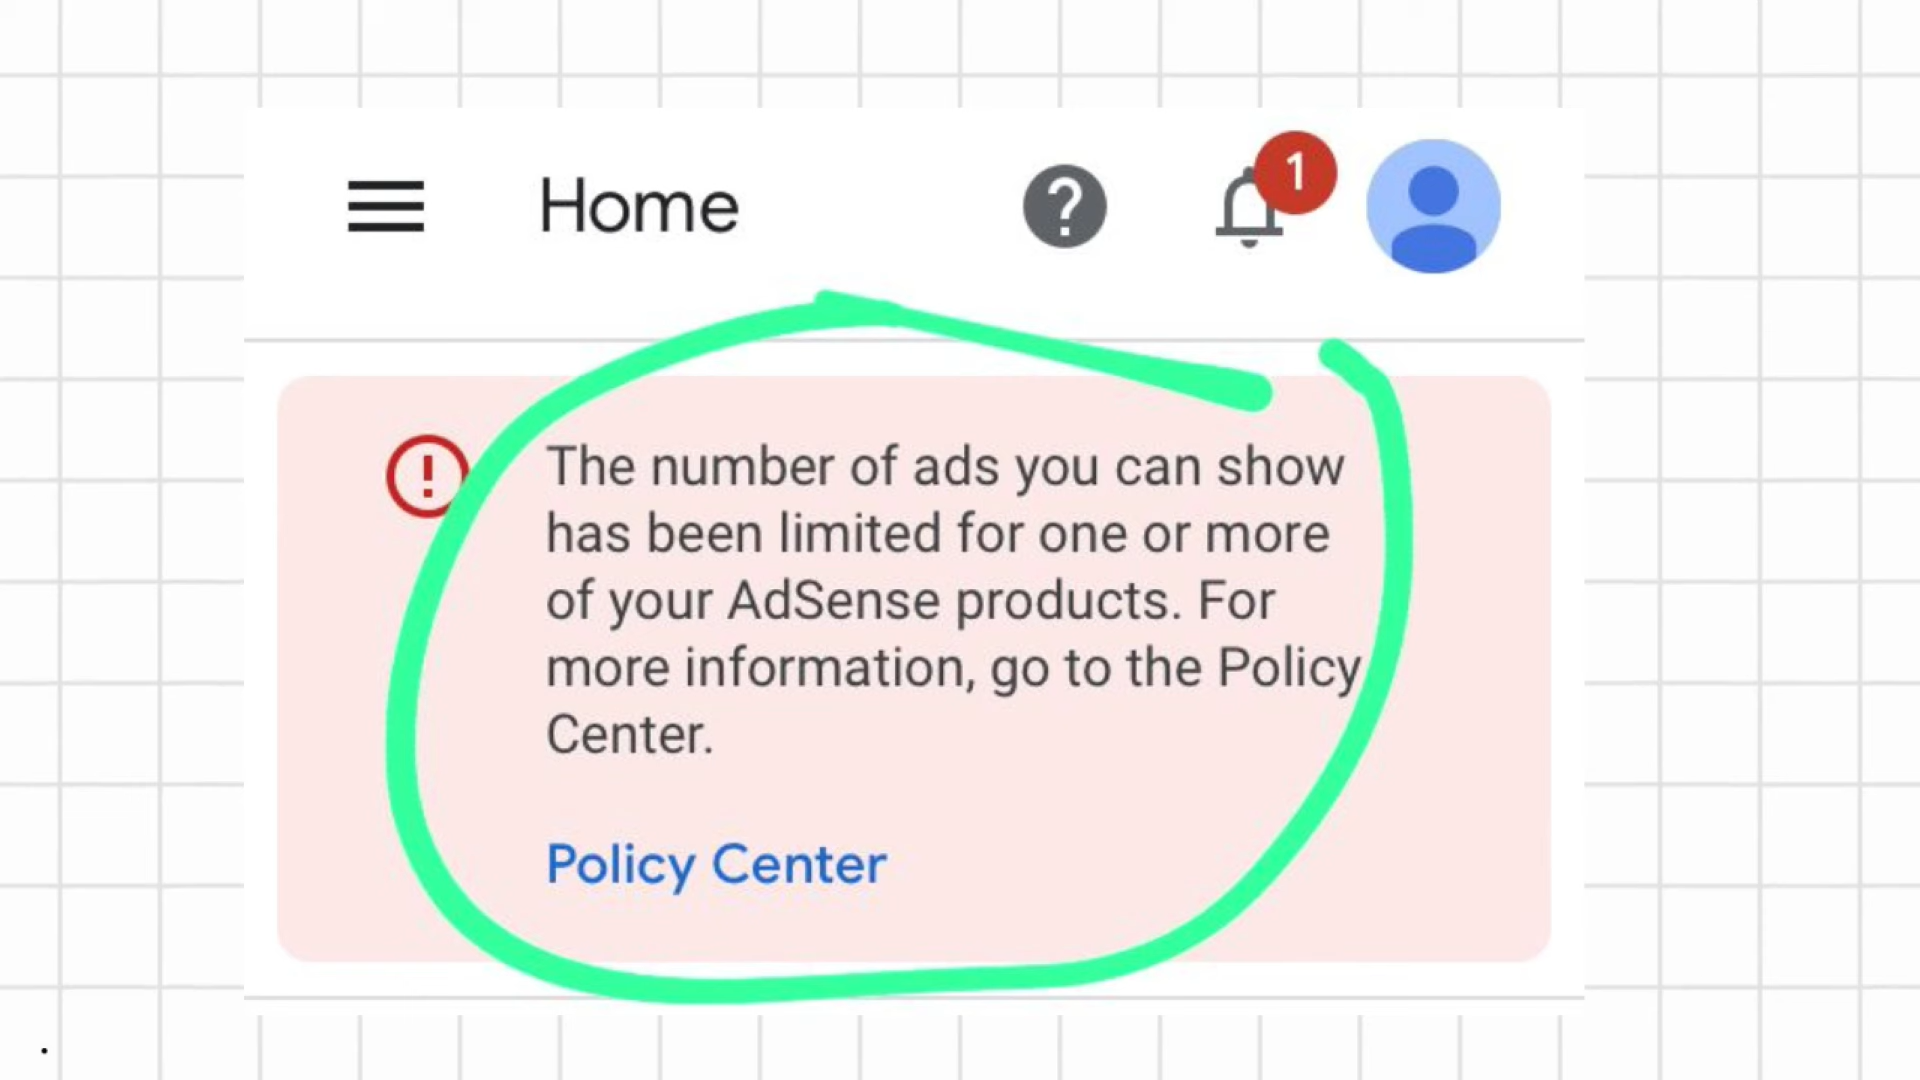 Home
1
The number of ads you can show
has been limited for one or more
of your AdSense products. For
more information, go to the Policy
Center.
Policy Center
.